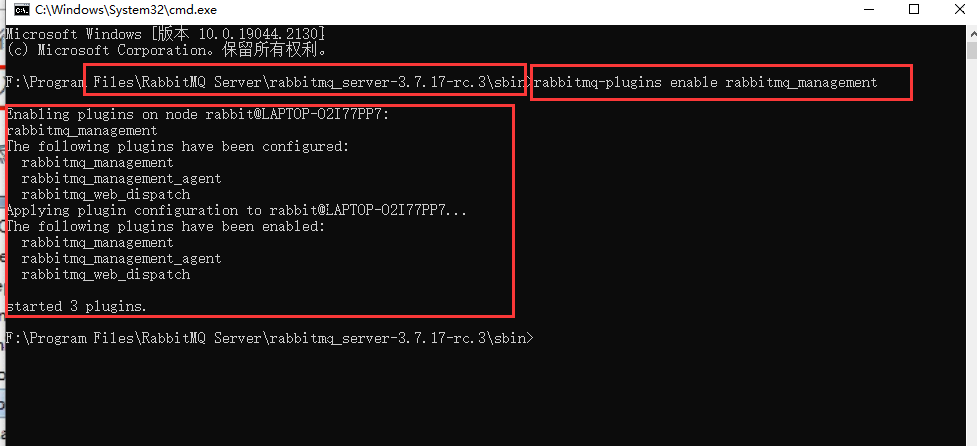 C:\Windows\System32\cmd.exe
Microsoft Windows [版本 10.0.19044.2130]
(c) Microsoft Corporation。保留所有权利。
F:\Program Files\RabbitMQ Server\rabbitmq_server-3.7.17-rc.3\sbin>rabbitmq-plugins enable rabbitmq_management
Enabling plugins on node rabbit@LAPTOP-O2I77PP7:
rabbitmq_management
The following plugins have been configured:
  rabbitmq_management
  rabbitmq_management_agent
  rabbitmq_web_dispatch
Applying plugin configuration to rabbit@LAPTOP-O2I77PP7...
The following plugins have been enabled:
  rabbitmq_management
  rabbitmq_management_agent
  rabbitmq_web_dispatch
started 3 plugins.
F:\Program Files\RabbitMQ Server\rabbitmq_server-3.7.17-rc.3\sbin>